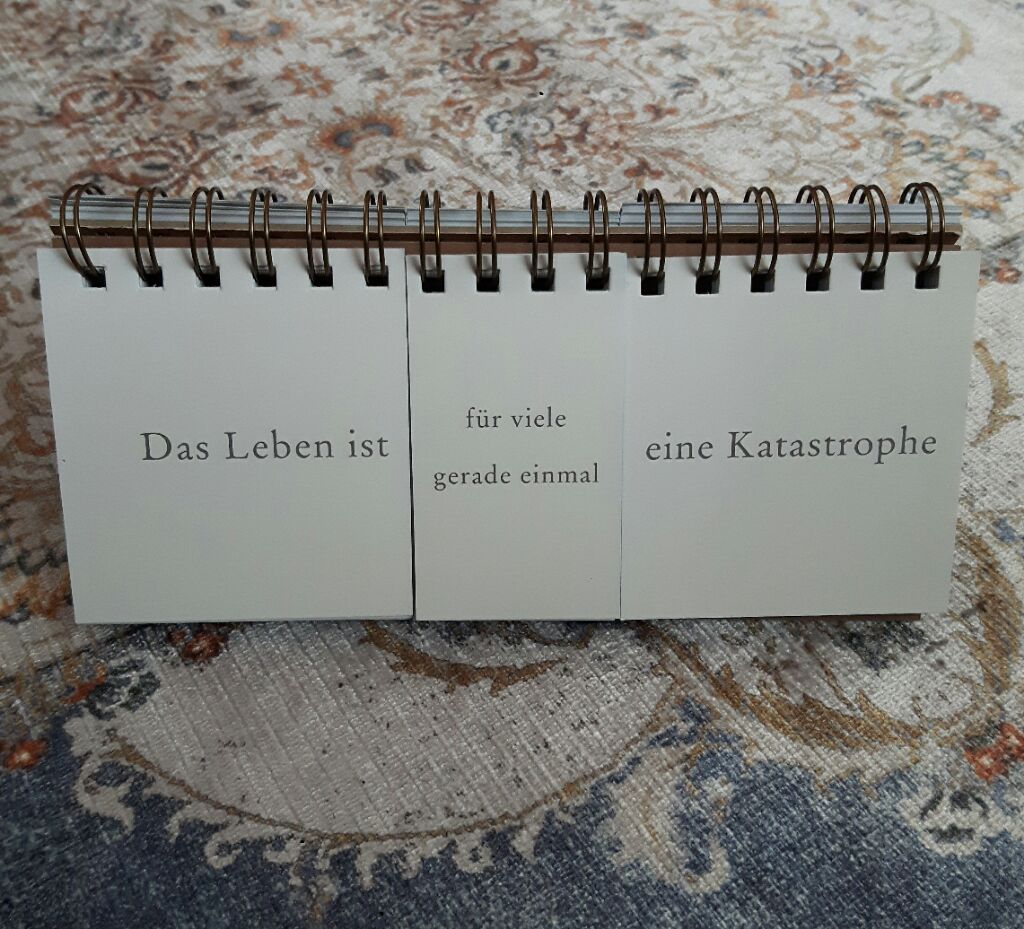 Das Leben ist
für viele
gerade einmal
eine Katastrophe